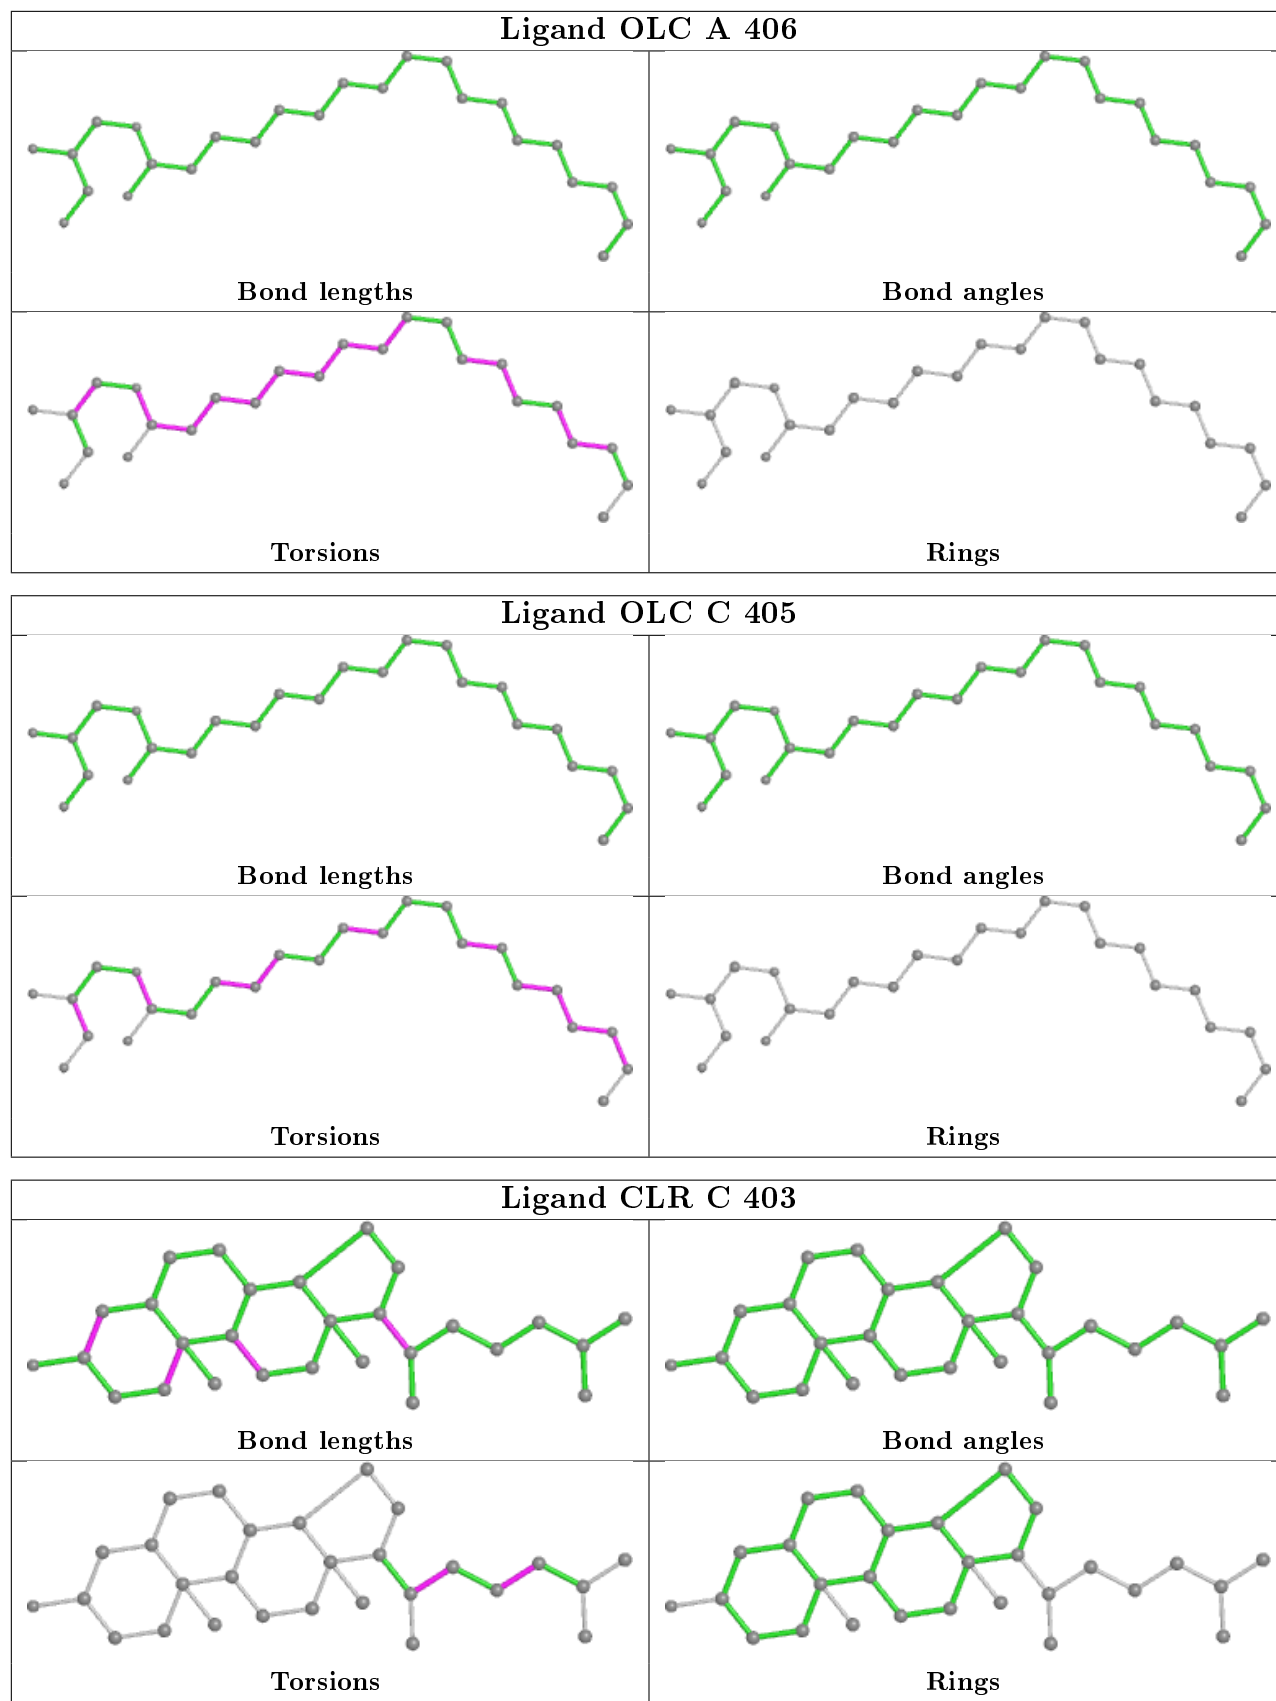 Ligand OLC A 406
Bond lengths
Bond angles
Torsions
Rings
Ligand OLC C 405
Bond lengths
Bond angles
Torsions
Rings
Ligand CLR C 403
Bond lengths
Bond angles
Torsions
Rings